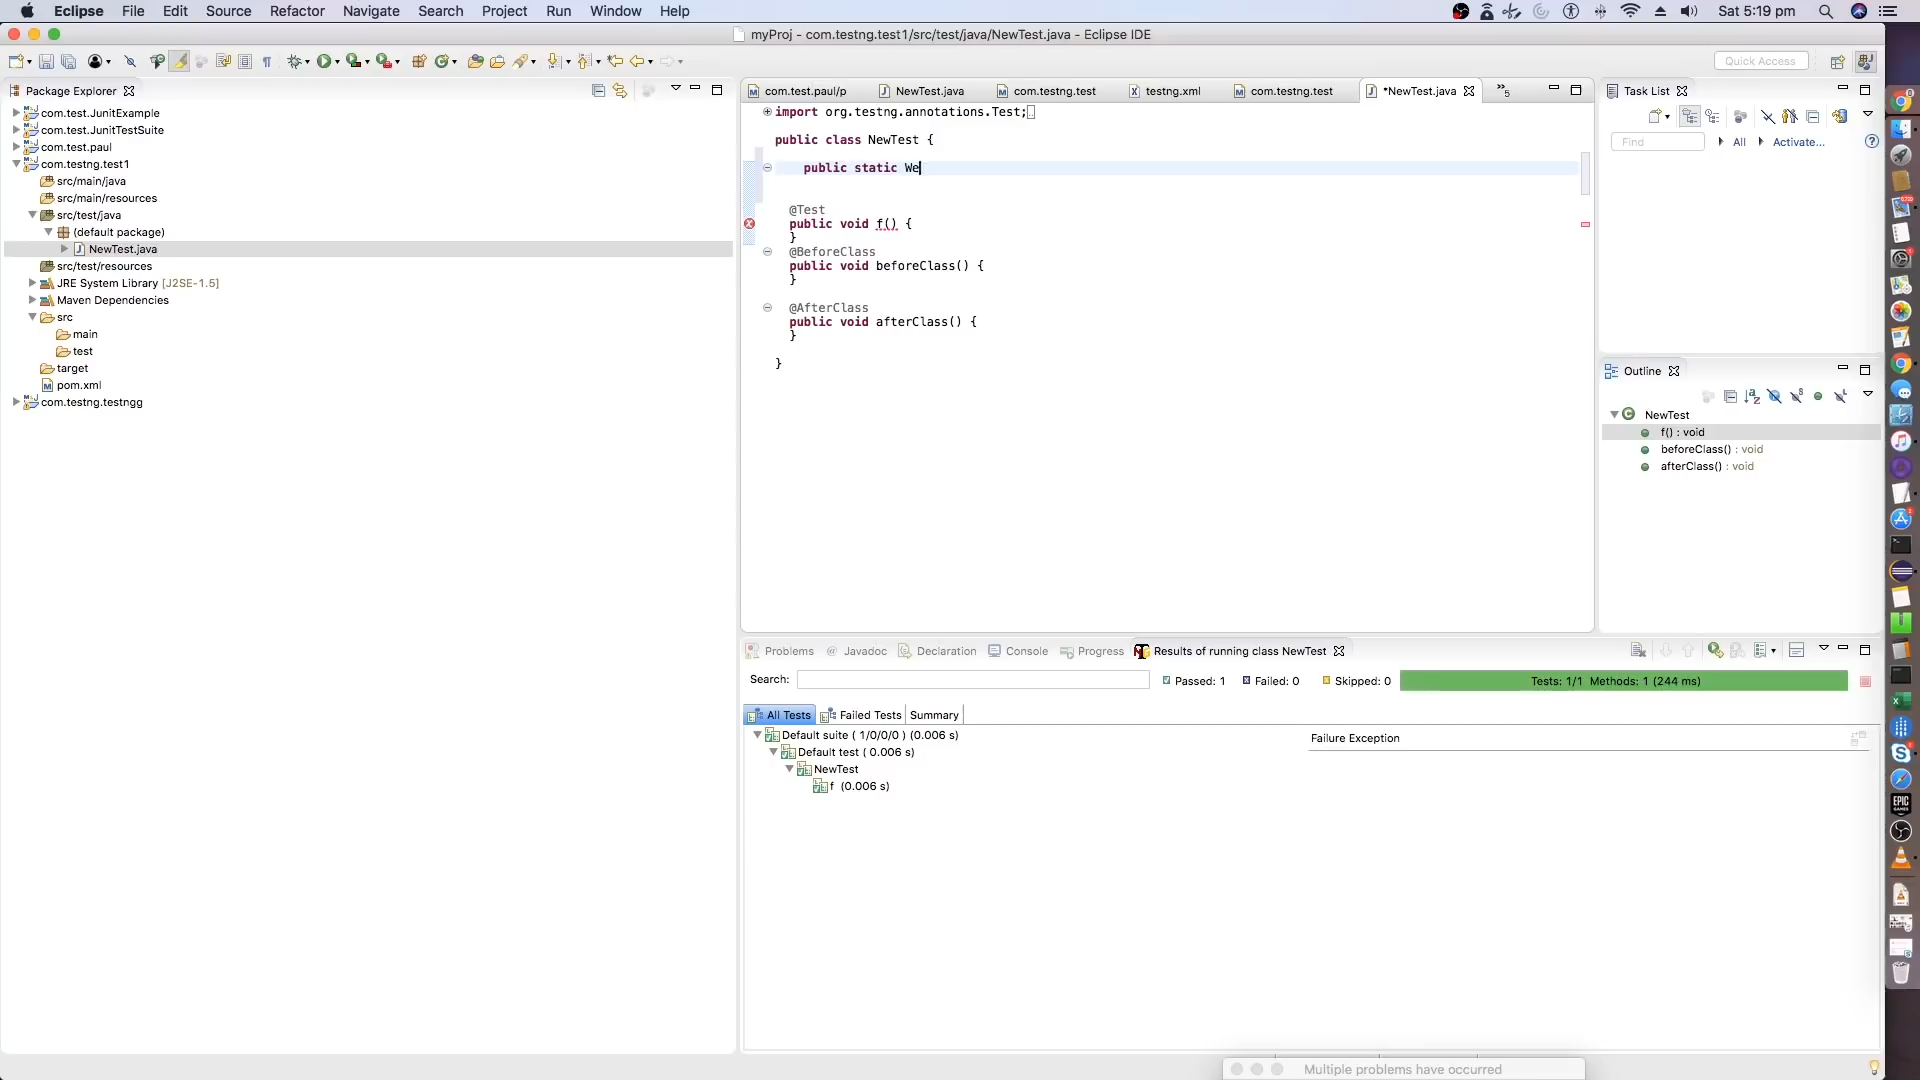 Eclipse File Edit Source Refactor Navigate Search Project Run Window Help Sat 5:19 pm
myProj - com.testng.test1/src/test/java/NewTest.java - Eclipse IDE
Quick Access
Package Explorer
com.test.JunitExample
com.test.JunitTestSuite
com.test.paul
com.testng.test1
src/main/java
src/main/resources
src/test/java
(default package)
NewTest.java
src/test/resources
JRE System Library [J2SE-1.5]
Maven Dependencies
src
main
test
target
pom.xml
com.testng.testngg
com.test.paul/p NewTest.java com.testng.test testng.xml com.testng.test *NewTest.java »5
import org.testng.annotations.Test;
public class NewTest {
public static We
@Test
public void f() {
}
@BeforeClass
public void beforeClass() {
}
@AfterClass
public void afterClass() {
}
}
Task List
Find All Activate...
Outline
NewTest
f() : void
beforeClass() : void
afterClass() : void
Problems Javadoc Declaration Console Progress Results of running class NewTest
Search: Passed: 1 Failed: 0 Skipped: 0 Tests: 1/1 Methods: 1 (244 ms)
All Tests Failed Tests Summary
Default suite ( 1/0/0/0 ) (0.006 s)
Default test ( 0.006 s)
NewTest
f (0.006 s)
Failure Exception
Multiple problems have occurred